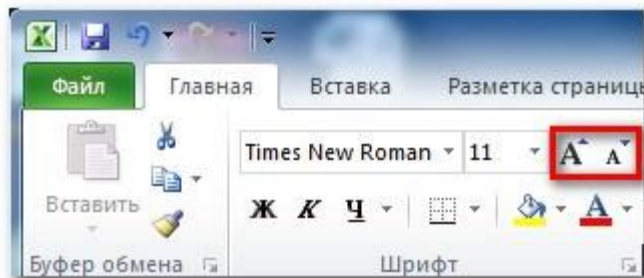 Файл Главная Вставка Разметка страницы
Times New Roman 11 A A
Вставить
Ж К Ч A
Буфер обмена Шрифт